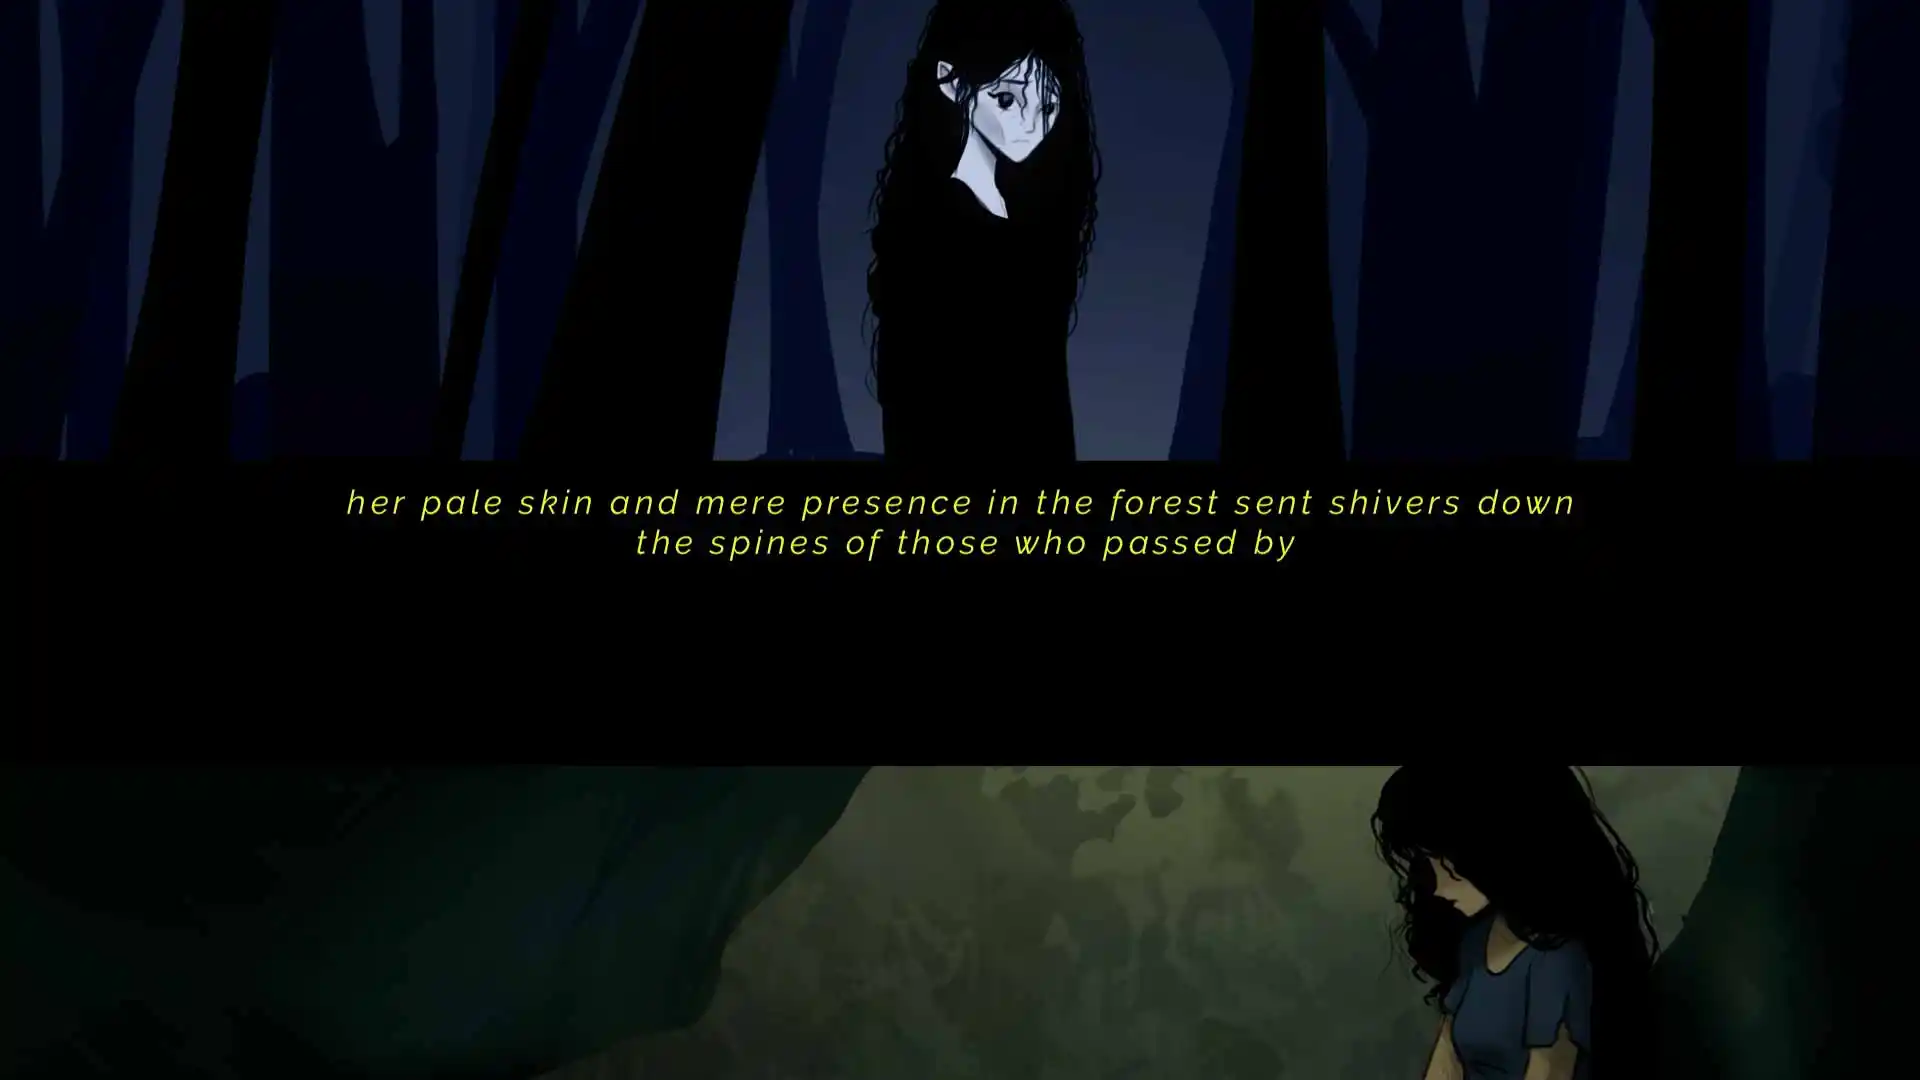 her pale skin and mere presence in the forest sent shivers down
the spines of those who passed by